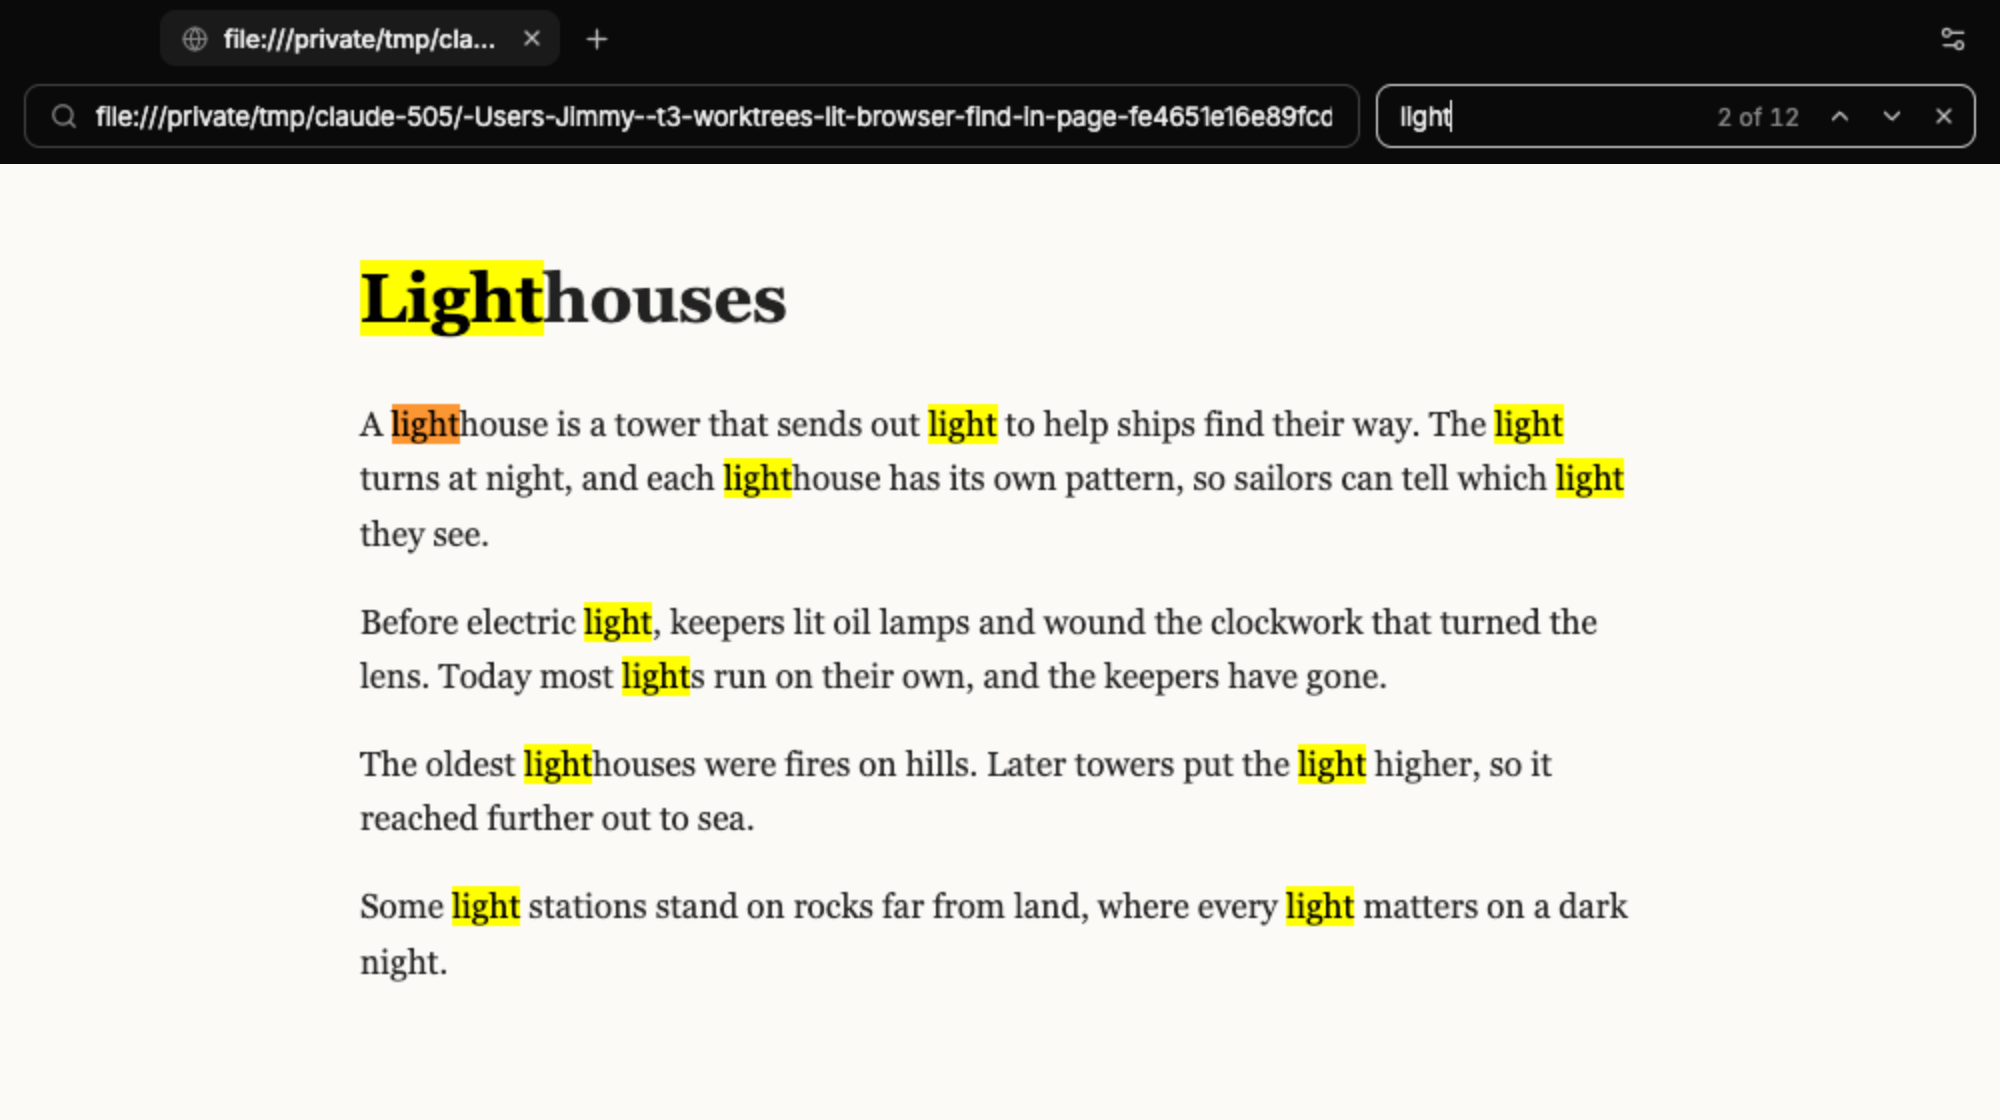 file:///private/tmp/cla...
file:///private/tmp/claude-505/-Users-Jimmy--t3-worktrees-lit-browser-find-in-page-fe4651e16e89fcd
light
2 of 12
Lighthouses
A lighthouse is a tower that sends out light to help ships find their way. The light
turns at night, and each lighthouse has its own pattern, so sailors can tell which light
they see.
Before electric light, keepers lit oil lamps and wound the clockwork that turned the
lens. Today most lights run on their own, and the keepers have gone.
The oldest lighthouses were fires on hills. Later towers put the light higher, so it
reached further out to sea.
Some light stations stand on rocks far from land, where every light matters on a dark
night.